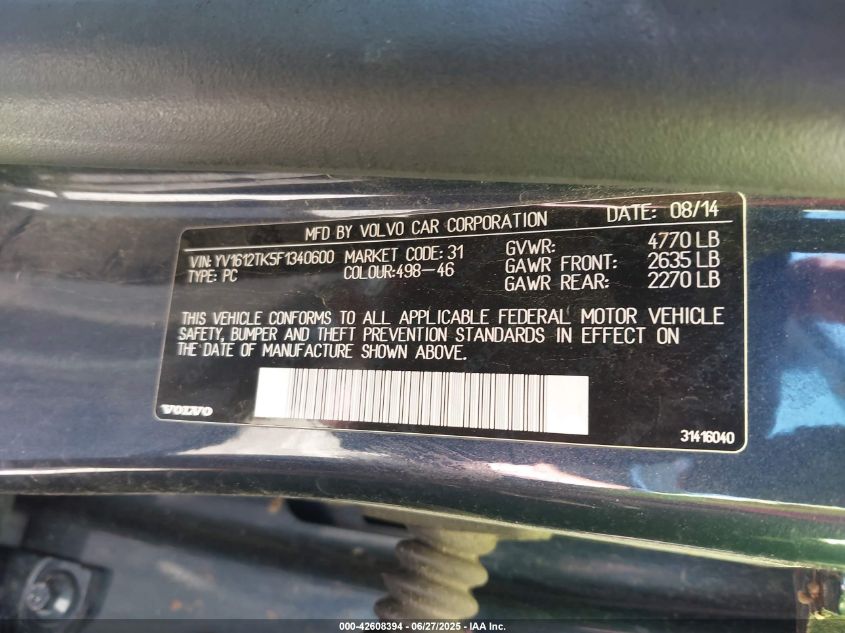 MFD BY VOLVO CAR CORPORATION DATE: 08/14
VIN: YV1612TK5F1340600 MARKET CODE: 31 GVWR: 4770 LB
TYPE: PC COLOUR:498-46 GAWR FRONT: 2635 LB
GAWR REAR: 2270 LB
THIS VEHICLE CONFORMS TO ALL APPLICABLE FEDERAL MOTOR VEHICLE
SAFETY, BUMPER AND THEFT PREVENTION STANDARDS IN EFFECT ON
THE DATE OF MANUFACTURE SHOWN ABOVE.
VOLVO
31416040
000-42608394 - 06/27/2025 - IAA Inc.